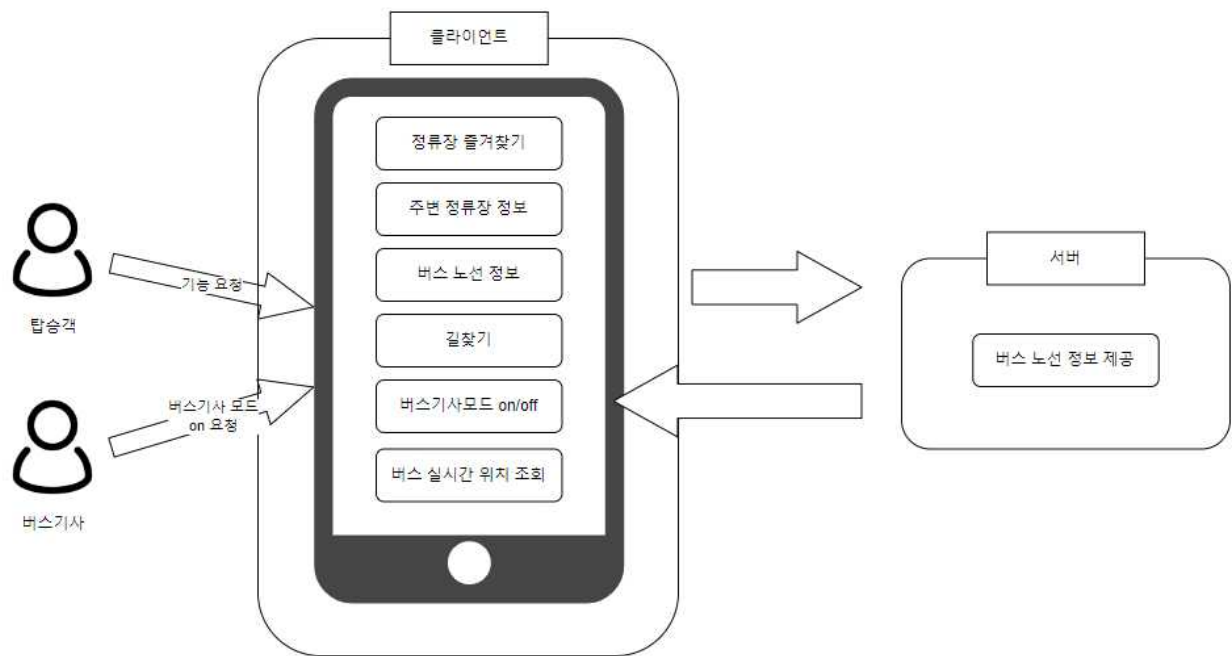 클라이언트
정류장 즐겨찾기
주변 정류장 정보
버스 노선 정보
길찾기
버스기사모드 on/off
버스 실시간 위치 조회
기능 요청
탑승객
버스기사 모드
on 요청
버스기사
서버
버스 노선 정보 제공